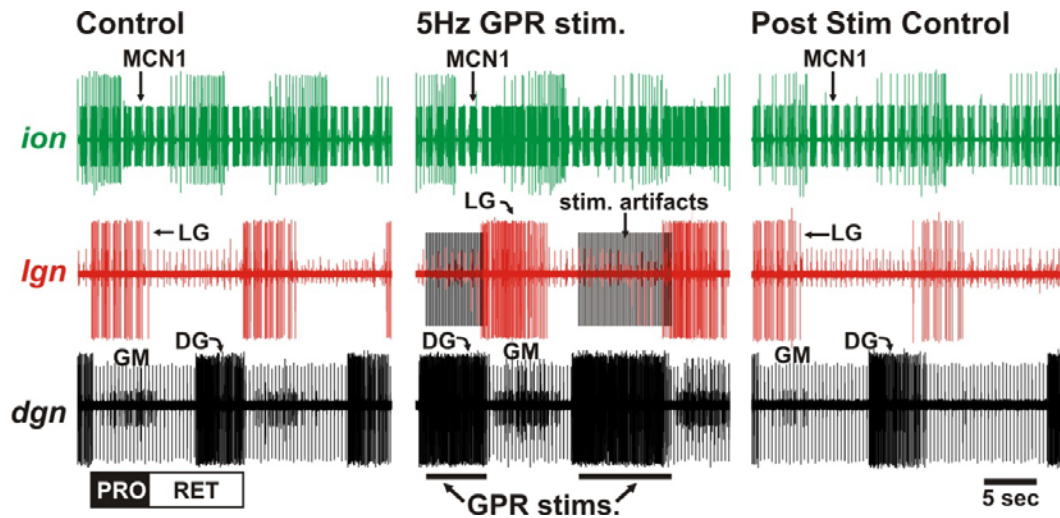 Control 5Hz GPR stim. Post Stim Control
MCN1 MCN1 MCN1
ion
LG stim. artifacts
LG LG
lgn
DG GM DG GM GM DG
dgn
PRO RET
GPR stims.
5 sec